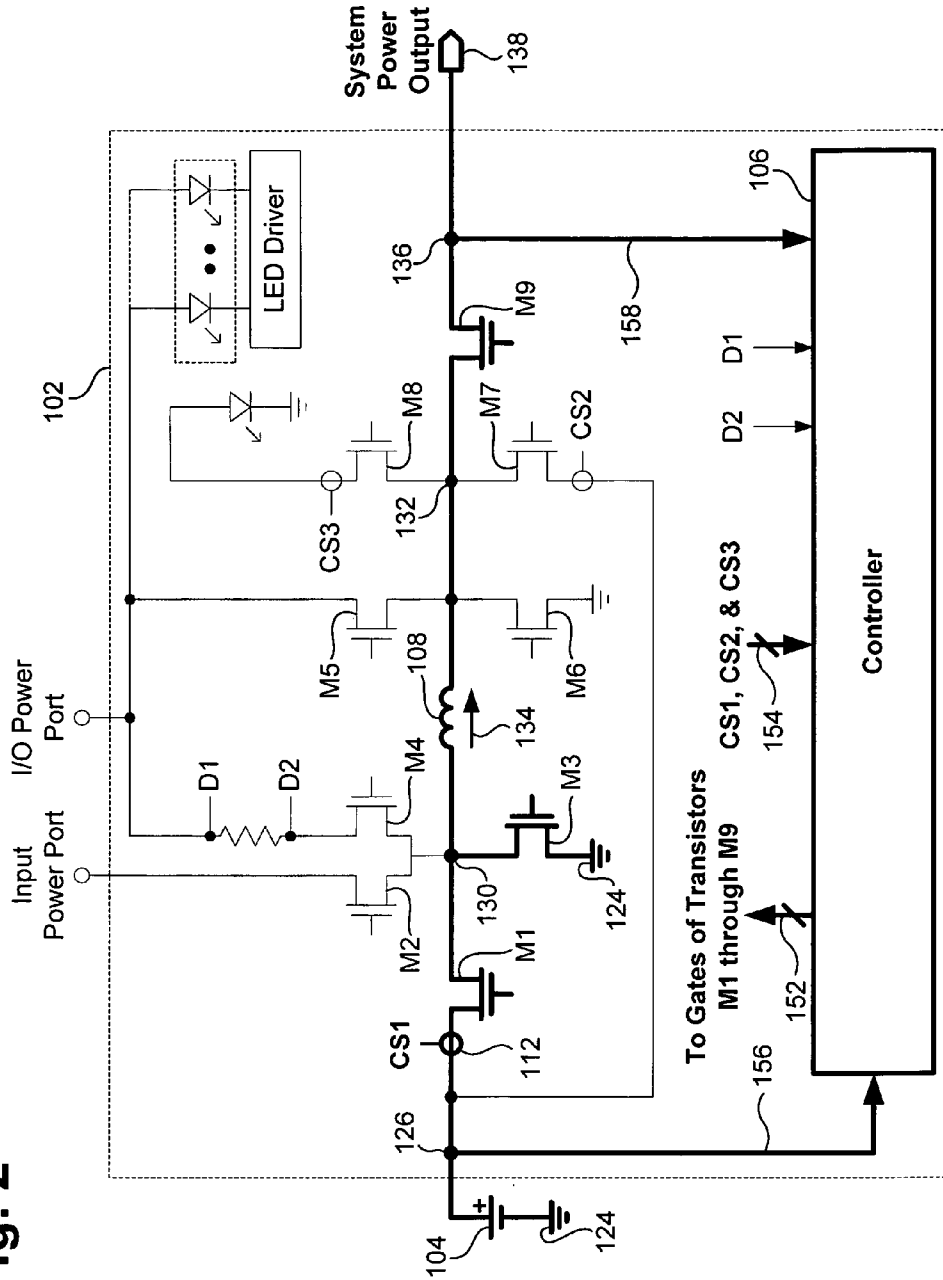 ig. 2
Input
Power Port
I/O Power
Port
102
System
Power
Output
138
D1
D2
M4
M2
M5
108
134
M6
CS3
M8
132
M7
CS2
LED Driver
M9
136
158
130
M3
124
M1
CS1
112
126
104
+
124
156
152
To Gates of Transistors
M1 through M9
154
CS1, CS2, & CS3
D2
D1
106
Controller